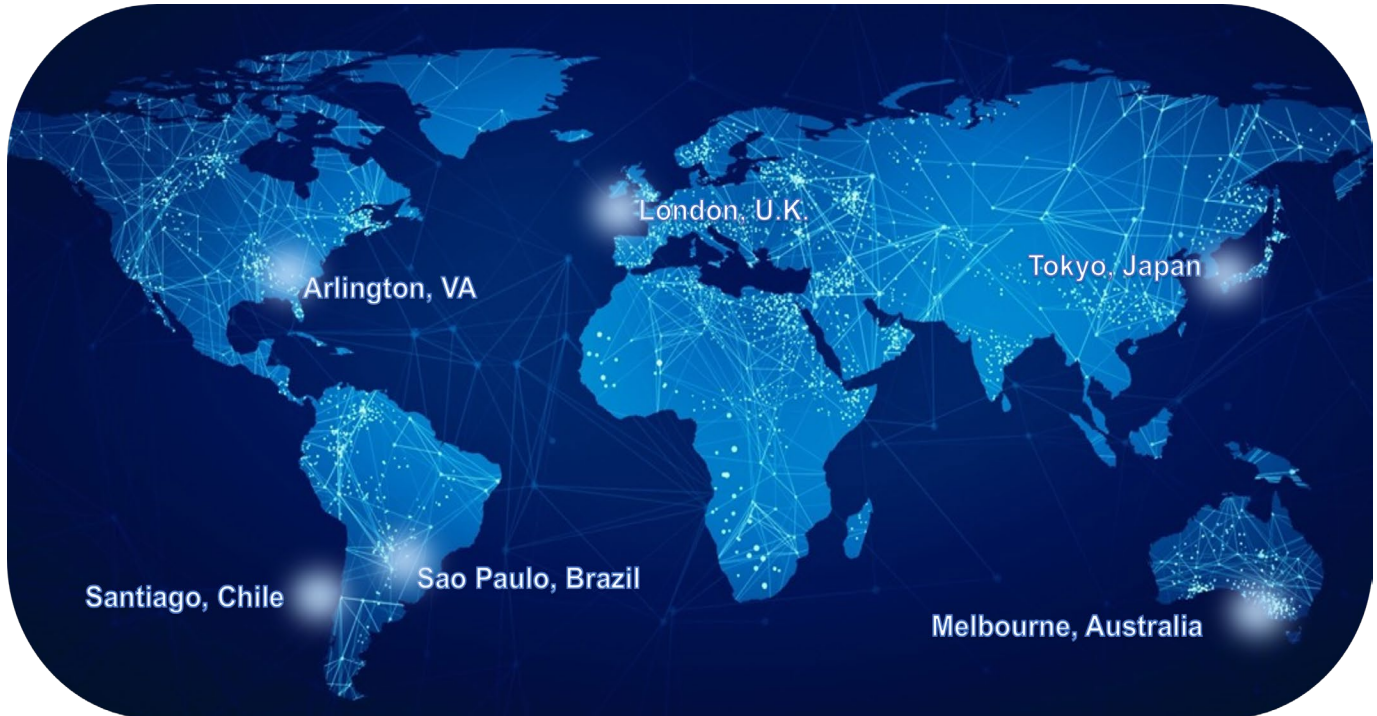 London, U.K.
Tokyo, Japan
Arlington, VA
Sao Paulo, Brazil
Santiago, Chile
Melbourne, Australia